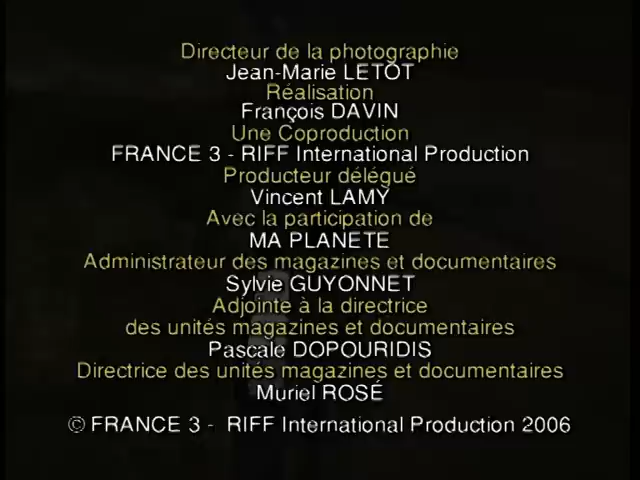 Directeur de la photographie
Jean-Marie LETOT
Réalisation
François DAVIN
Une Coproduction
FRANCE 3 - RIFF International Production
Producteur délégué
Vincent LAMY
Avec la participation de
MA PLANETE
Administrateur des magazines et documentaires
Sylvie GUYONNET
Adjointe à la directrice
des unités magazines et documentaires
Pascale DOPOURIDIS
Directrice des unités magazines et documentaires
Muriel ROSÉ
© FRANCE 3 - RIFF International Production 2006